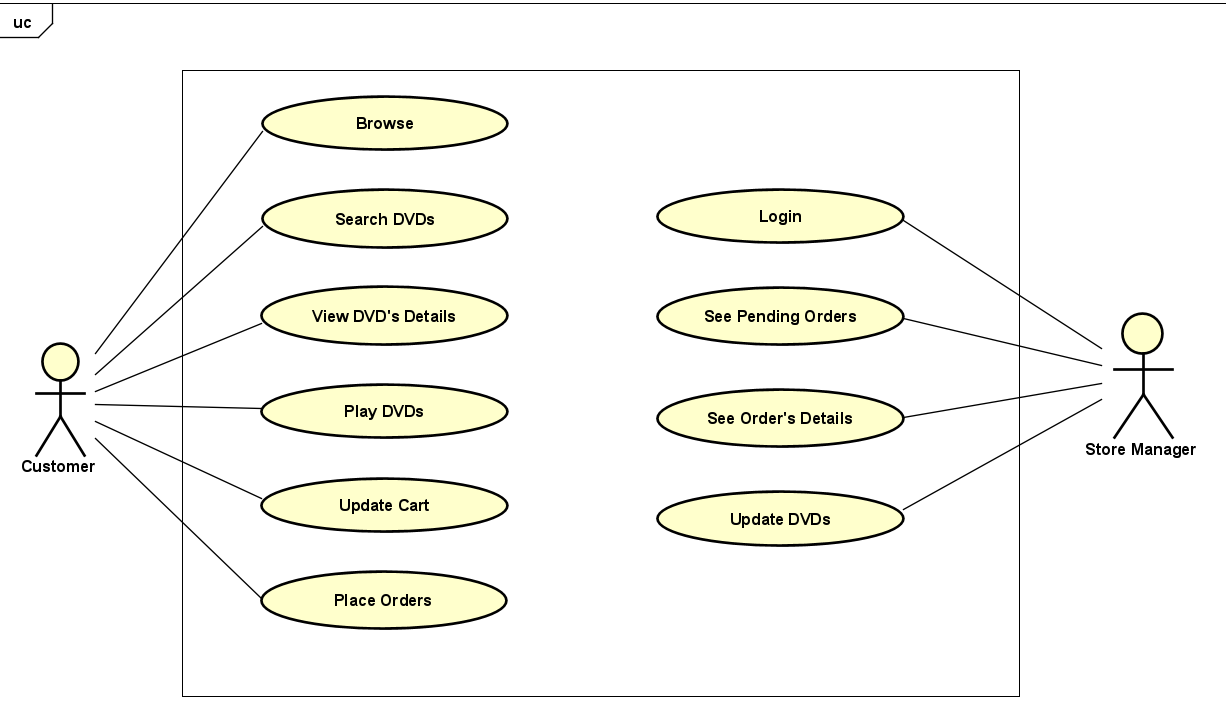 uc
Browse
Search DVDs
View DVD's Details
Play DVDs
Update Cart
Place Orders
Login
See Pending Orders
See Order's Details
Update DVDs
Customer
Store Manager